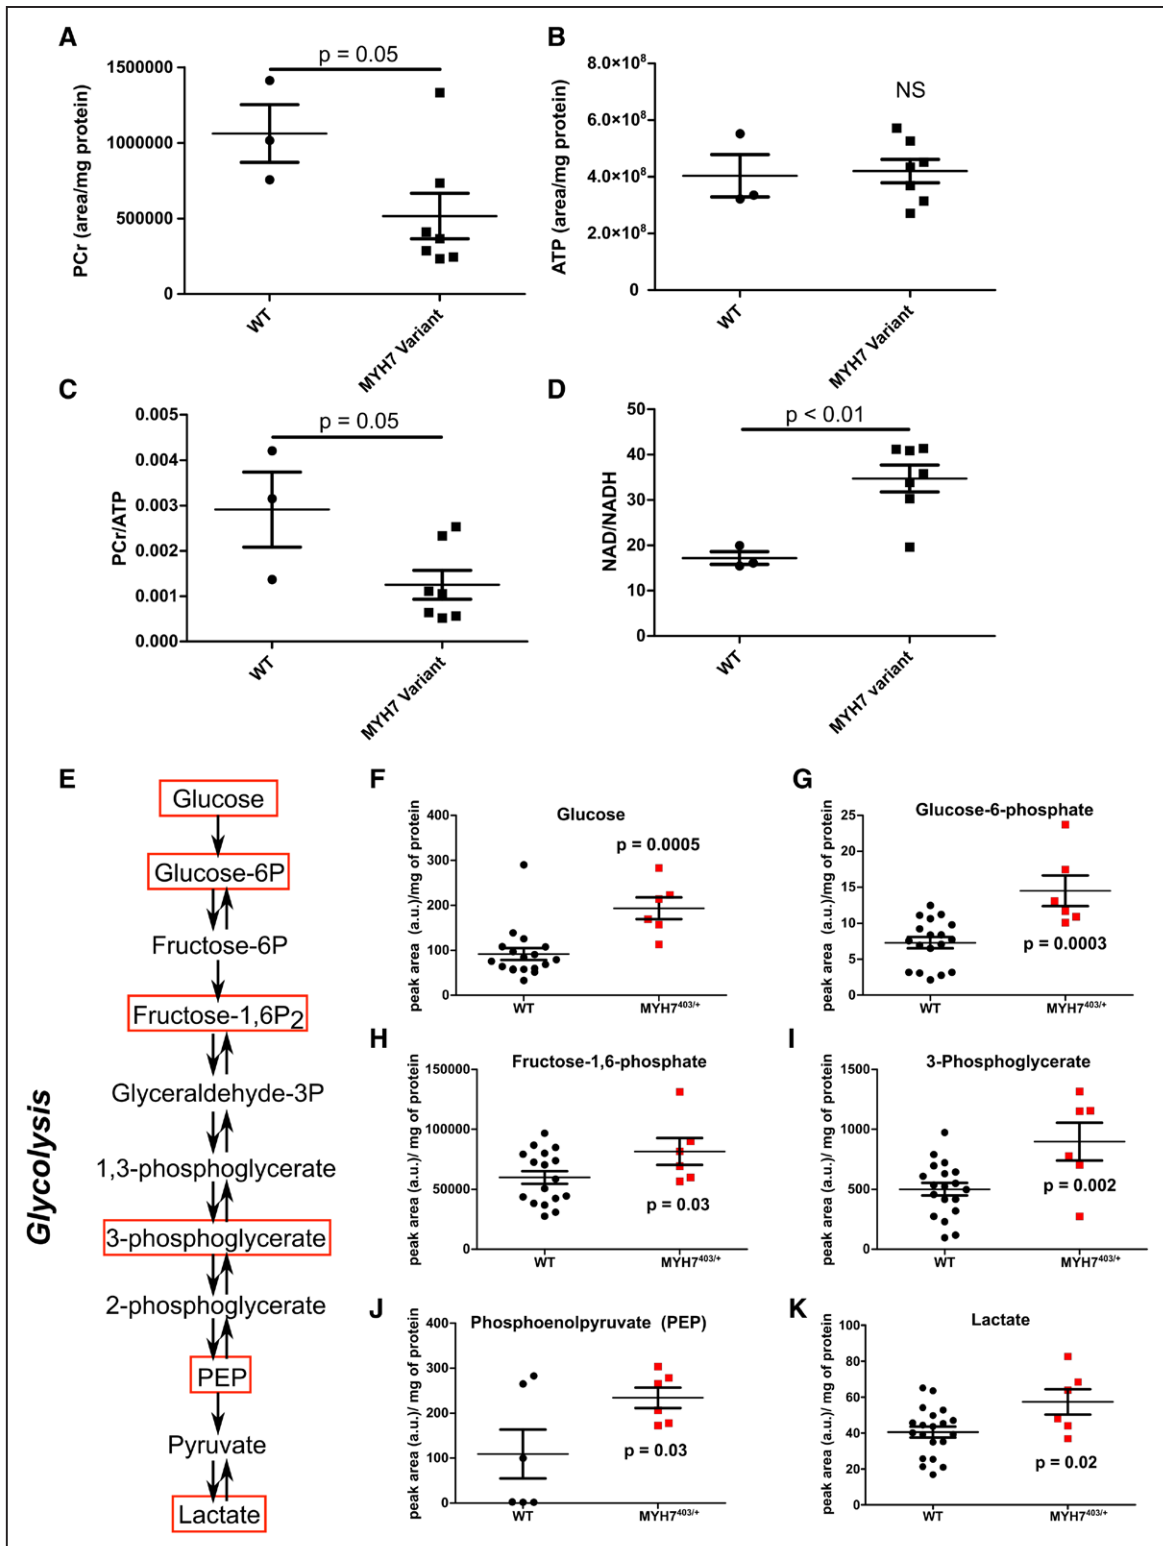 A
p = 0.05
PCr (area/mg protein)
1500000
1000000
500000
0
WT
MYH7 Variant
B
NS
ATP (area/mg protein)
8.0×10⁸
6.0×10⁸
4.0×10⁸
2.0×10⁸
0
WT
MYH7 Variant
C
p = 0.05
PCr/ATP
0.005
0.004
0.003
0.002
0.001
0.000
WT
MYH7 Variant
D
p < 0.01
NAD/NADH
50
40
30
20
10
0
WT
MYH7 variant
E
Glycolysis
Glucose
Glucose-6P
Fructose-6P
Fructose-1,6P₂
Glyceraldehyde-3P
1,3-phosphoglycerate
3-phosphoglycerate
2-phosphoglycerate
PEP
Pyruvate
Lactate
F
Glucose
p = 0.0005
peak area (a.u.)/mg of protein
400
300
200
100
0
WT
MYH7⁴⁰³/⁺
G
Glucose-6-phosphate
p = 0.0003
peak area (a.u.)/mg of protein
25
20
15
10
5
0
WT
MYH7⁴⁰³/⁺
H
Fructose-1,6-phosphate
p = 0.03
peak area (a.u.)/ mg of protein
150000
100000
50000
0
WT
MYH7⁴⁰³/⁺
I
3-Phosphoglycerate
p = 0.002
peak area (a.u.)/ mg of protein
1500
1000
500
0
WT
MYH7⁴⁰³/⁺
J
Phosphoenolpyruvate (PEP)
p = 0.03
peak area (a.u.)/ mg of protein
400
300
200
100
0
WT
MYH7⁴⁰³/⁺
K
Lactate
p = 0.02
peak area (a.u.)/ mg of protein
100
80
60
40
20
0
WT
MYH7⁴⁰³/⁺